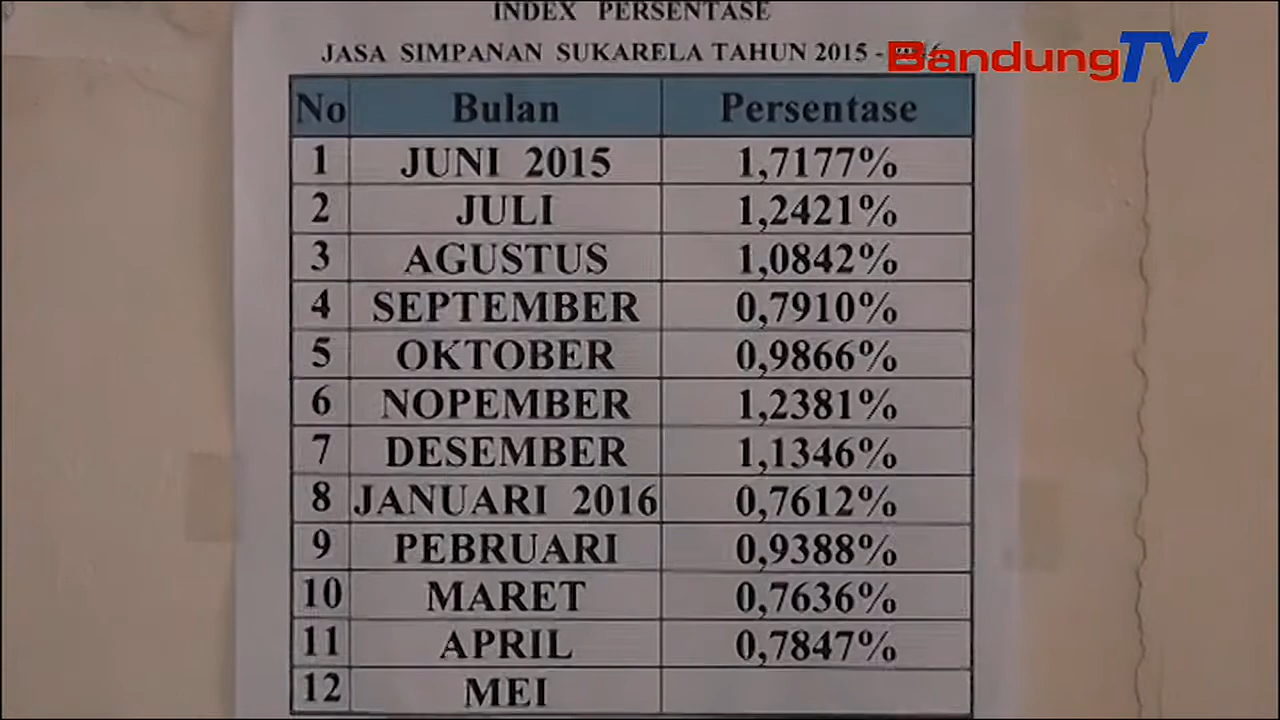 INDEX PERSENTASE
JASA SIMPANAN SUKARELA TAHUN 2015 -
BandungTV
No Bulan Persentase
1 JUNI 2015 1,7177%
2 JULI 1,2421%
3 AGUSTUS 1,0842%
4 SEPTEMBER 0,7910%
5 OKTOBER 0,9866%
6 NOPEMBER 1,2381%
7 DESEMBER 1,1346%
8 JANUARI 2016 0,7612%
9 PEBRUARI 0,9388%
10 MARET 0,7636%
11 APRIL 0,7847%
12 MEI